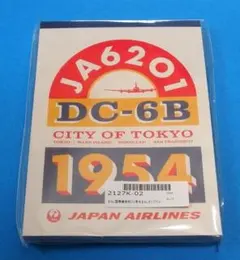 JA6201
DC-6B
CITY OF TOKYO
1954
2127K-02
JAPAN AIRLINES